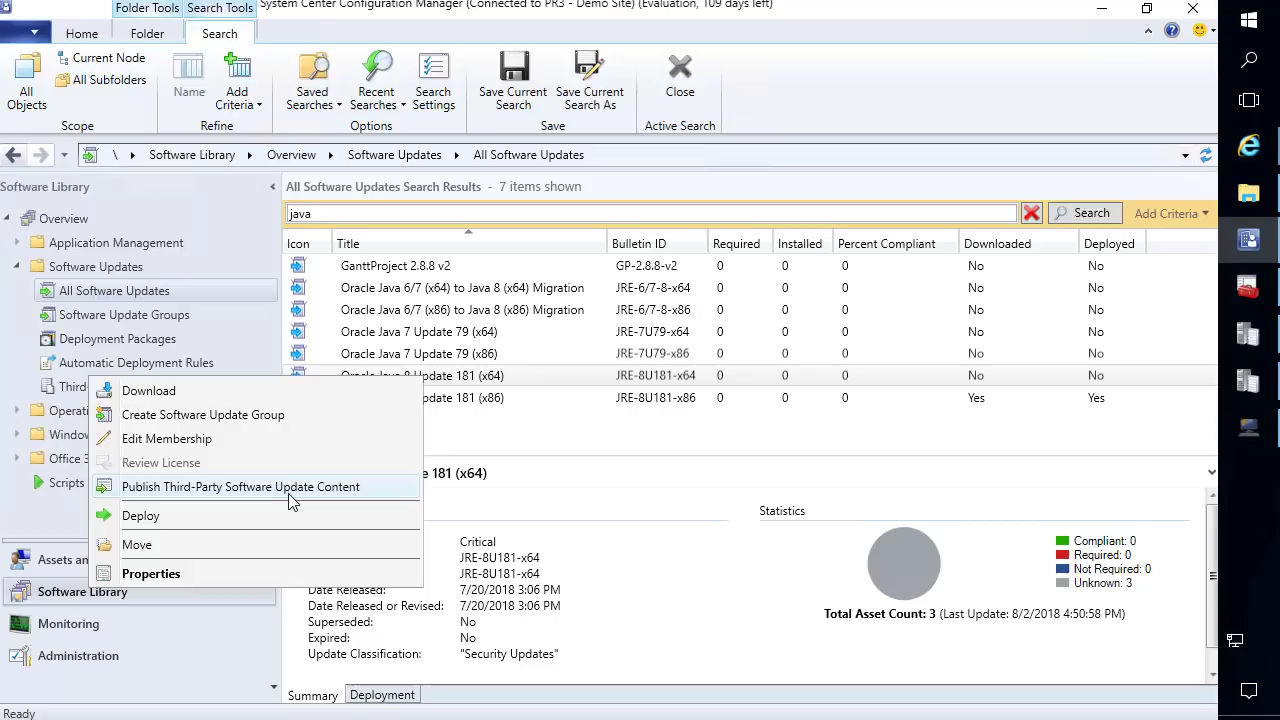 Folder Tools Search Tools System Center Configuration Manager (Connected to PR3 - Demo Site) (Evaluation, 109 days left)
Home Folder Search
All Objects
Current Node
All Subfolders
Scope
Name
Add Criteria
Refine
Saved Searches
Recent Searches
Search Settings
Options
Save Current Search
Save Current Search As
Save
Close
Active Search
\ Software Library Overview Software Updates All Software Updates
Software Library
Overview
Application Management
Software Updates
All Software Updates
Software Update Groups
Deployment Packages
Automatic Deployment Rules
Third-
Operati
Window
Office 3
Scripts
Assets an
Software Library
Monitoring
Administration
All Software Updates Search Results - 7 items shown
java Search Add Criteria
Icon Title Bulletin ID Required Installed Percent Compliant Downloaded Deployed
GanttProject 2.8.8 v2 GP-2.8.8-v2 0 0 0 No No
Oracle Java 6/7 (x64) to Java 8 (x64) Migration JRE-6/7-8-x64 0 0 0 No No
Oracle Java 6/7 (x86) to Java 8 (x86) Migration JRE-6/7-8-x86 0 0 0 No No
Oracle Java 7 Update 79 (x64) JRE-7U79-x64 0 0 0 No No
Oracle Java 7 Update 79 (x86) JRE-7U79-x86 0 0 0 No No
Oracle Java 8 Update 181 (x64) JRE-8U181-x64 0 0 0 No No
181 (x86) JRE-8U181-x86 0 0 0 Yes Yes
Download
Create Software Update Group
Edit Membership
Review License
Publish Third-Party Software Update Content
Deploy
Move
Properties
181 (x64)
Critical
JRE-8U181-x64
JRE-8U181-x64
Date Released: 7/20/2018 3:06 PM
Date Released or Revised: 7/20/2018 3:06 PM
Superseded: No
Expired: No
Update Classification: "Security Updates"
Statistics
Compliant: 0
Required: 0
Not Required: 0
Unknown: 3
Total Asset Count: 3 (Last Update: 8/2/2018 4:50:58 PM)
Summary Deployment
Ready